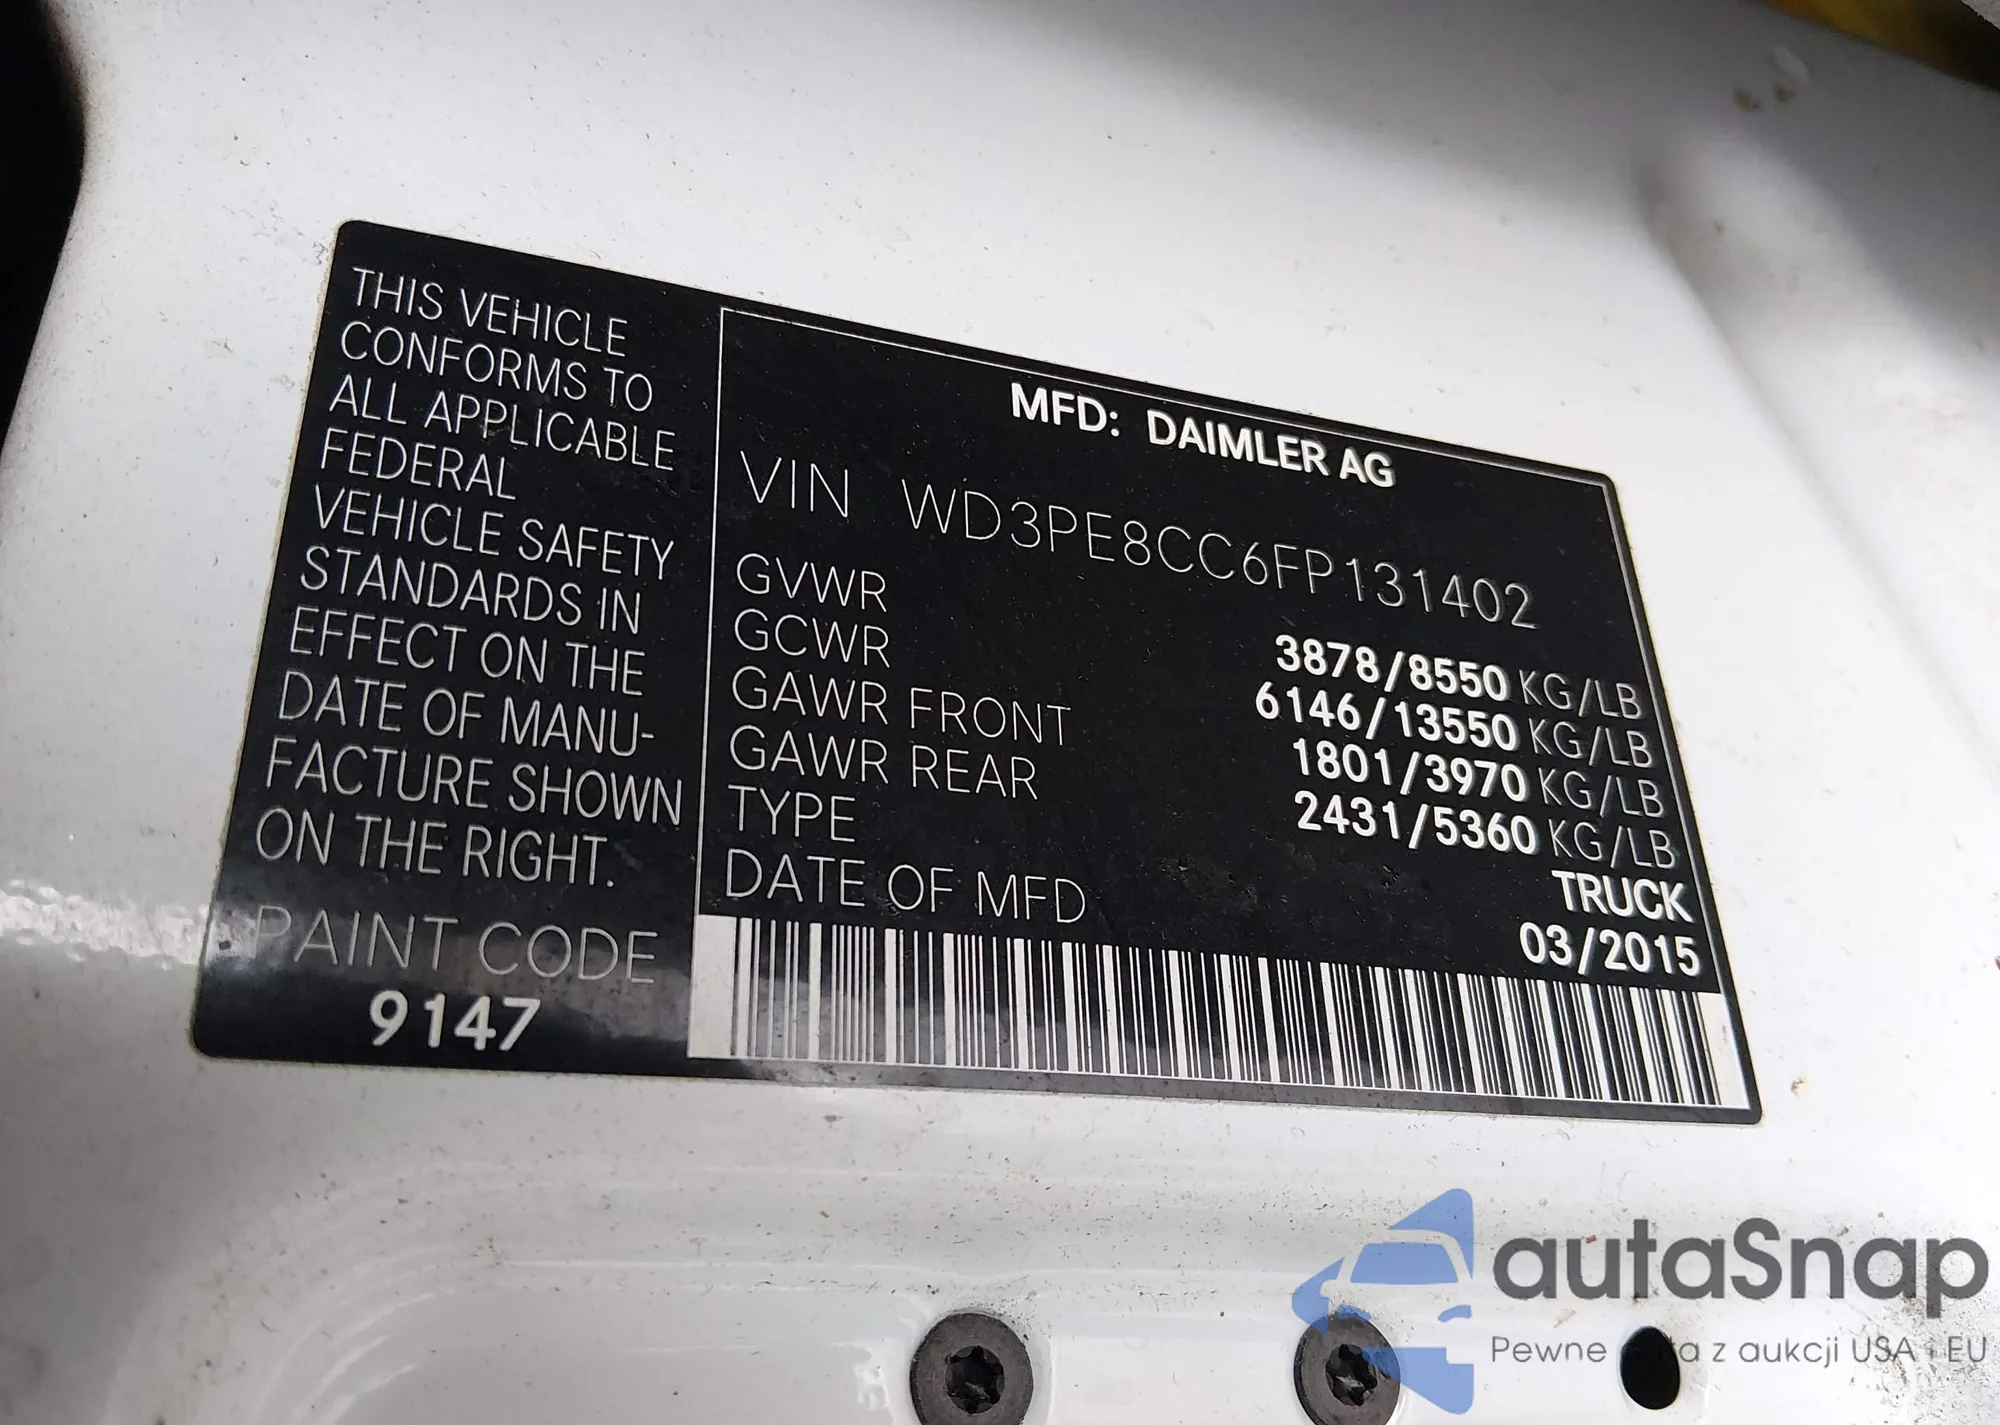 THIS VEHICLE
CONFORMS TO
ALL APPLICABLE
FEDERAL
VEHICLE SAFETY
STANDARDS IN
EFFECT ON THE
DATE OF MANU-
FACTURE SHOWN
ON THE RIGHT.
PAINT CODE
9147
MFD: DAIMLER AG
VIN WD3PE8CC6FP131402
GVWR 3878/8550 KG/LB
GCWR 6146/13550 KG/LB
GAWR FRONT 1801/3970 KG/LB
GAWR REAR 2431/5360 KG/LB
TYPE TRUCK
DATE OF MFD 03/2015
autaSnap
Pewne auta z aukcji USA i EU